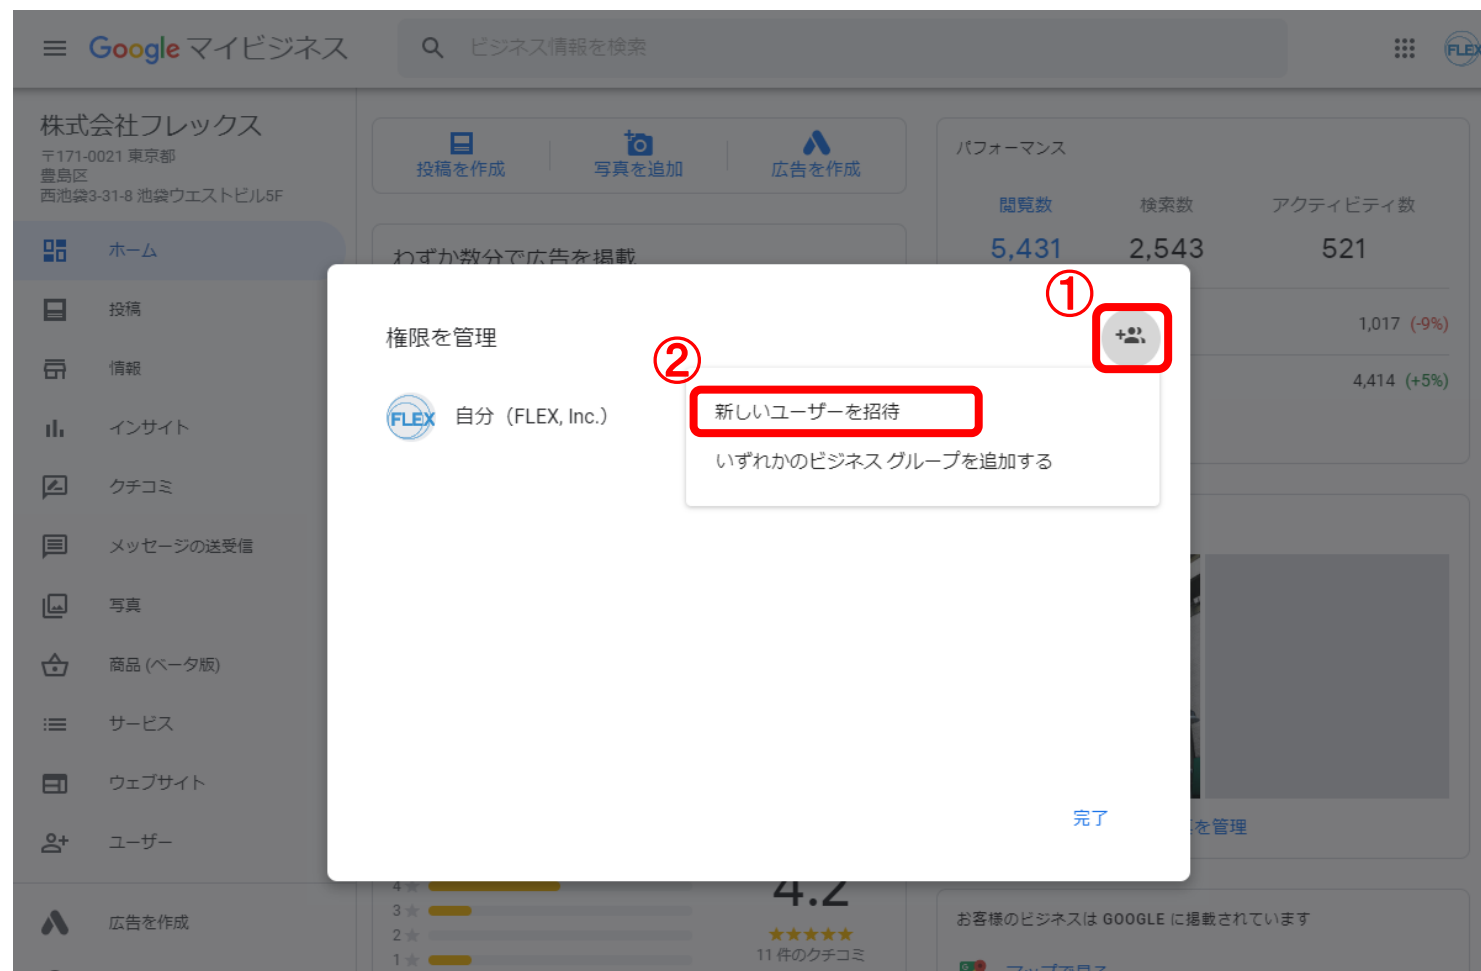 Google マイビジネス
ビジネス情報を検索
FLEX
株式会社フレックス
〒171-0021 東京都
豊島区
西池袋3-31-8 池袋ウエストビル5F
ホーム
投稿
情報
インサイト
クチコミ
メッセージの送受信
写真
商品 (ベータ版)
サービス
ウェブサイト
ユーザー
広告を作成
投稿を作成
写真を追加
広告を作成
わずか数分で広告を掲載
パフォーマンス
閲覧数 検索数 アクティビティ数
5,431 2,543 521
1,017 (-9%)
4,414 (+5%)
①
権限を管理
②
FLEX 自分（FLEX, Inc.）
新しいユーザーを招待
いずれかのビジネス グループを追加する
完了
を管理
4
3
2
1
4.2
11 件のクチコミ
お客様のビジネスは GOOGLE に掲載されています
マップで見る